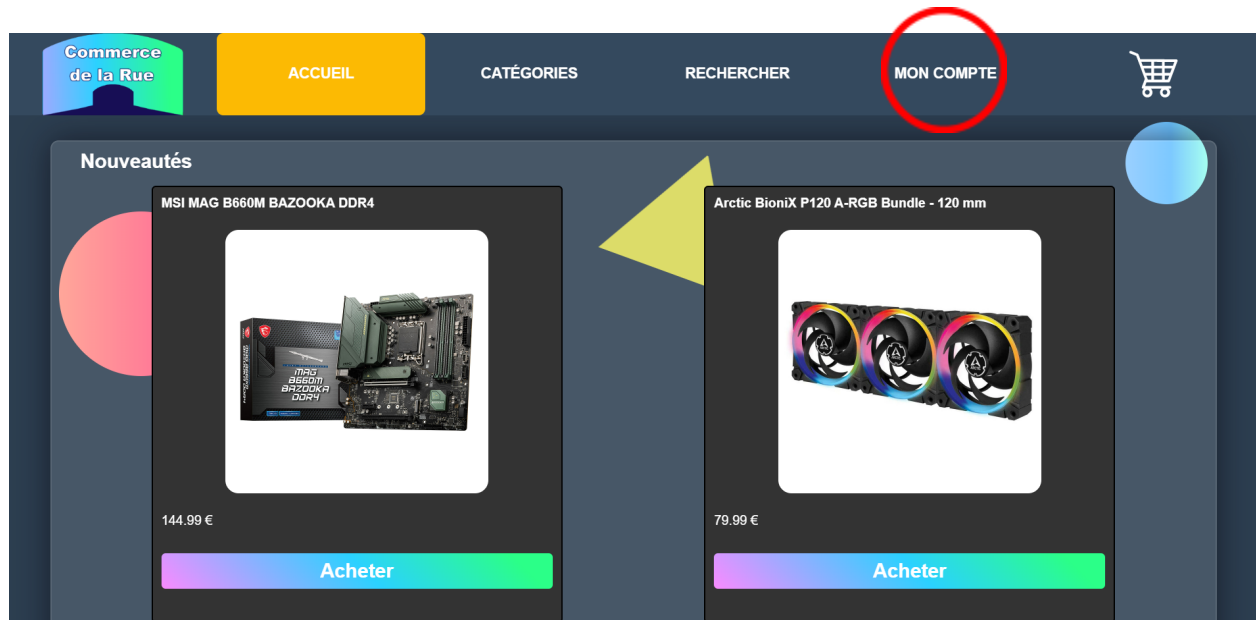 Commerce
de la Rue
ACCUEIL
CATÉGORIES
RECHERCHER
MON COMPTE
Nouveautés
MSI MAG B660M BAZOOKA DDR4
Arctic BioniX P120 A-RGB Bundle - 120 mm
MAG
B660M
BAZOOKA
DDR4
144.99 €
79.99 €
Acheter
Acheter